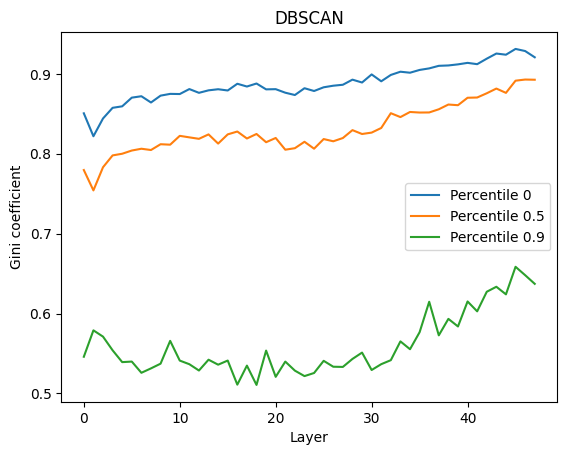 DBSCAN
Gini coefficient
0.9
0.8
0.7
0.6
0.5
Percentile 0
Percentile 0.5
Percentile 0.9
0 10 20 30 40
Layer